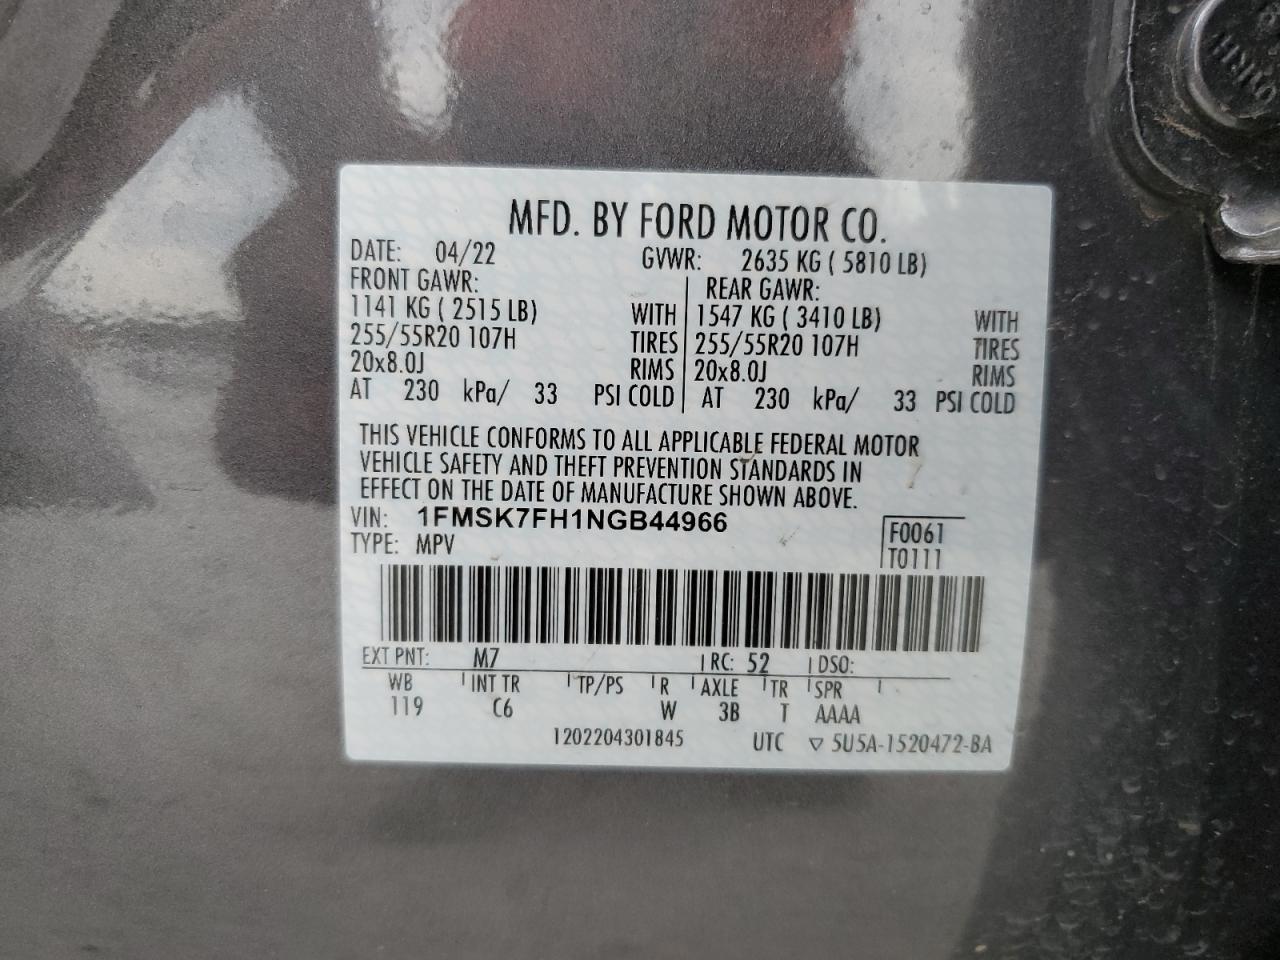 MFD. BY FORD MOTOR CO.
DATE: 04/22 GVWR: 2635 KG ( 5810 LB)
FRONT GAWR: REAR GAWR:
1141 KG ( 2515 LB) WITH 1547 KG ( 3410 LB) WITH
255/55R20 107H TIRES 255/55R20 107H TIRES
20x8.0J RIMS 20x8.0J RIMS
AT 230 kPa/ 33 PSI COLD AT 230 kPa/ 33 PSI COLD
THIS VEHICLE CONFORMS TO ALL APPLICABLE FEDERAL MOTOR
VEHICLE SAFETY AND THEFT PREVENTION STANDARDS IN
EFFECT ON THE DATE OF MANUFACTURE SHOWN ABOVE.
VIN: 1FMSK7FH1NGB44966 F0061
TYPE: MPV T0111
EXT PNT: M7 RC: 52 DSO:
WB INT TR TP/PS R AXLE TR SPR
119 C6 W 3B T AAAA
1202204301845 UTC ▽ 5U5A-1520472-BA